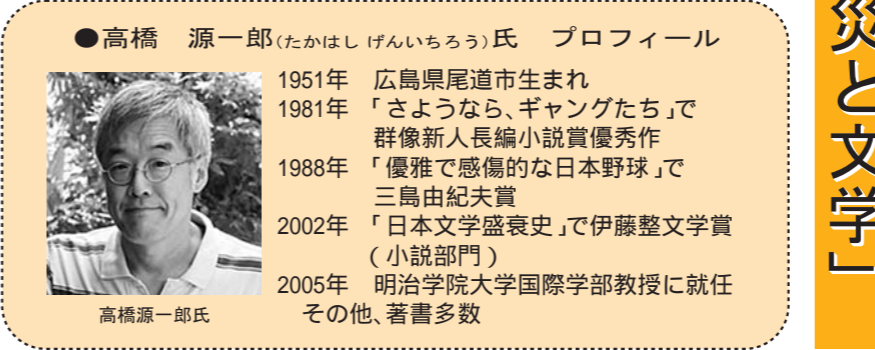 ●高橋 源一郎(たかはし げんいちろう)氏 プロフィール
1951年 広島県尾道市生まれ
1981年 「さようなら、ギャングたち」で
群像新人長編小説賞優秀作
1988年 「優雅で感傷的な日本野球」で
三島由紀夫賞
2002年 「日本文学盛衰史」で伊藤整文学賞
(小説部門)
2005年 明治学院大学国際学部教授に就任
その他、著書多数
高橋源一郎氏
災と文学」